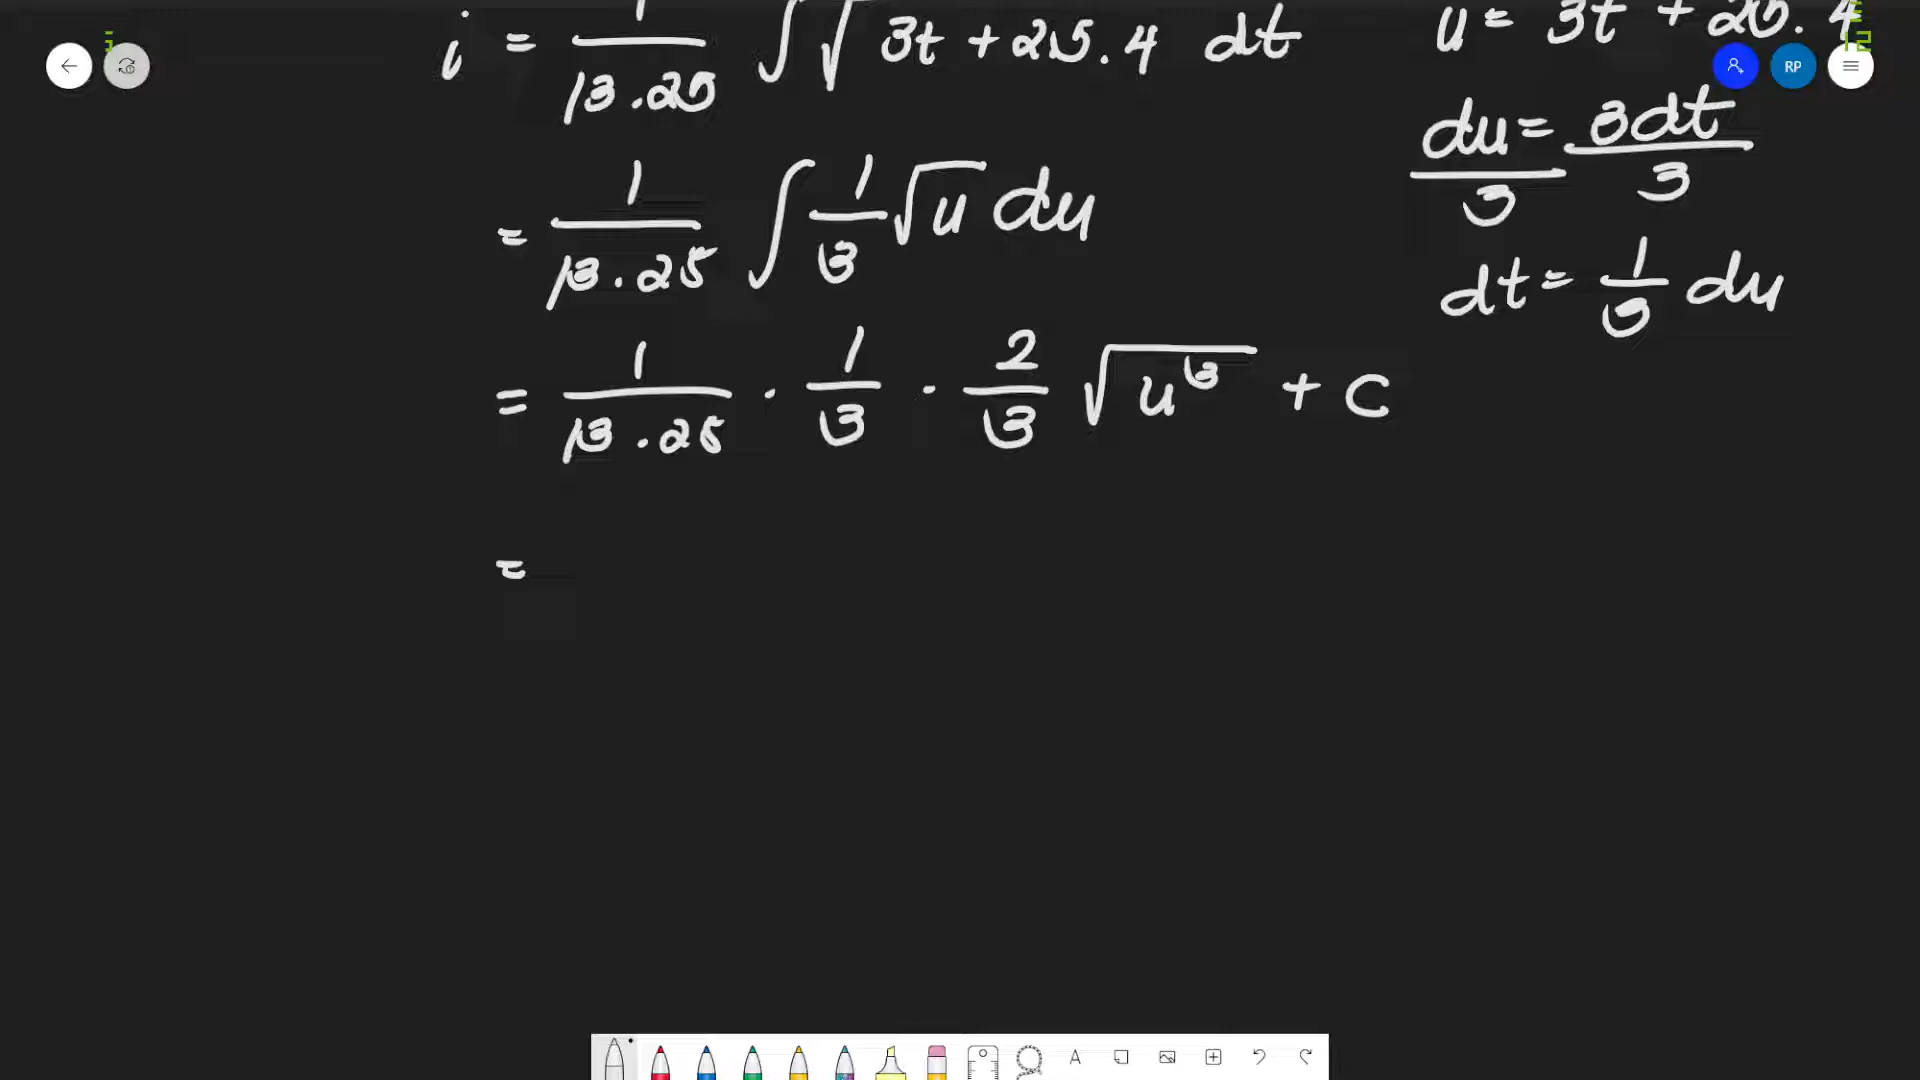 i = 1/13.25 ∫√3t + 25.4 dt
u = 3t + 25.4
RP
du/3 = 3dt/3
= 1/13.25 ∫ 1/3 √u du
dt = 1/3 du
= 1/13.25 · 1/3 · 2/3 √u³ + C
=